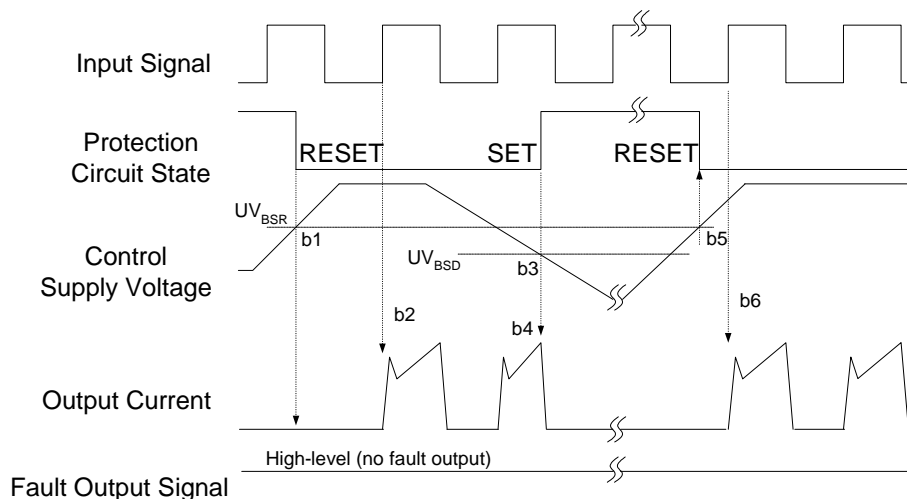 Input Signal
Protection
Circuit State
RESET
SET
RESET
UV_BSR
b1
b5
Control
Supply Voltage
UV_BSD
b3
b2
b4
b6
Output Current
High-level (no fault output)
Fault Output Signal